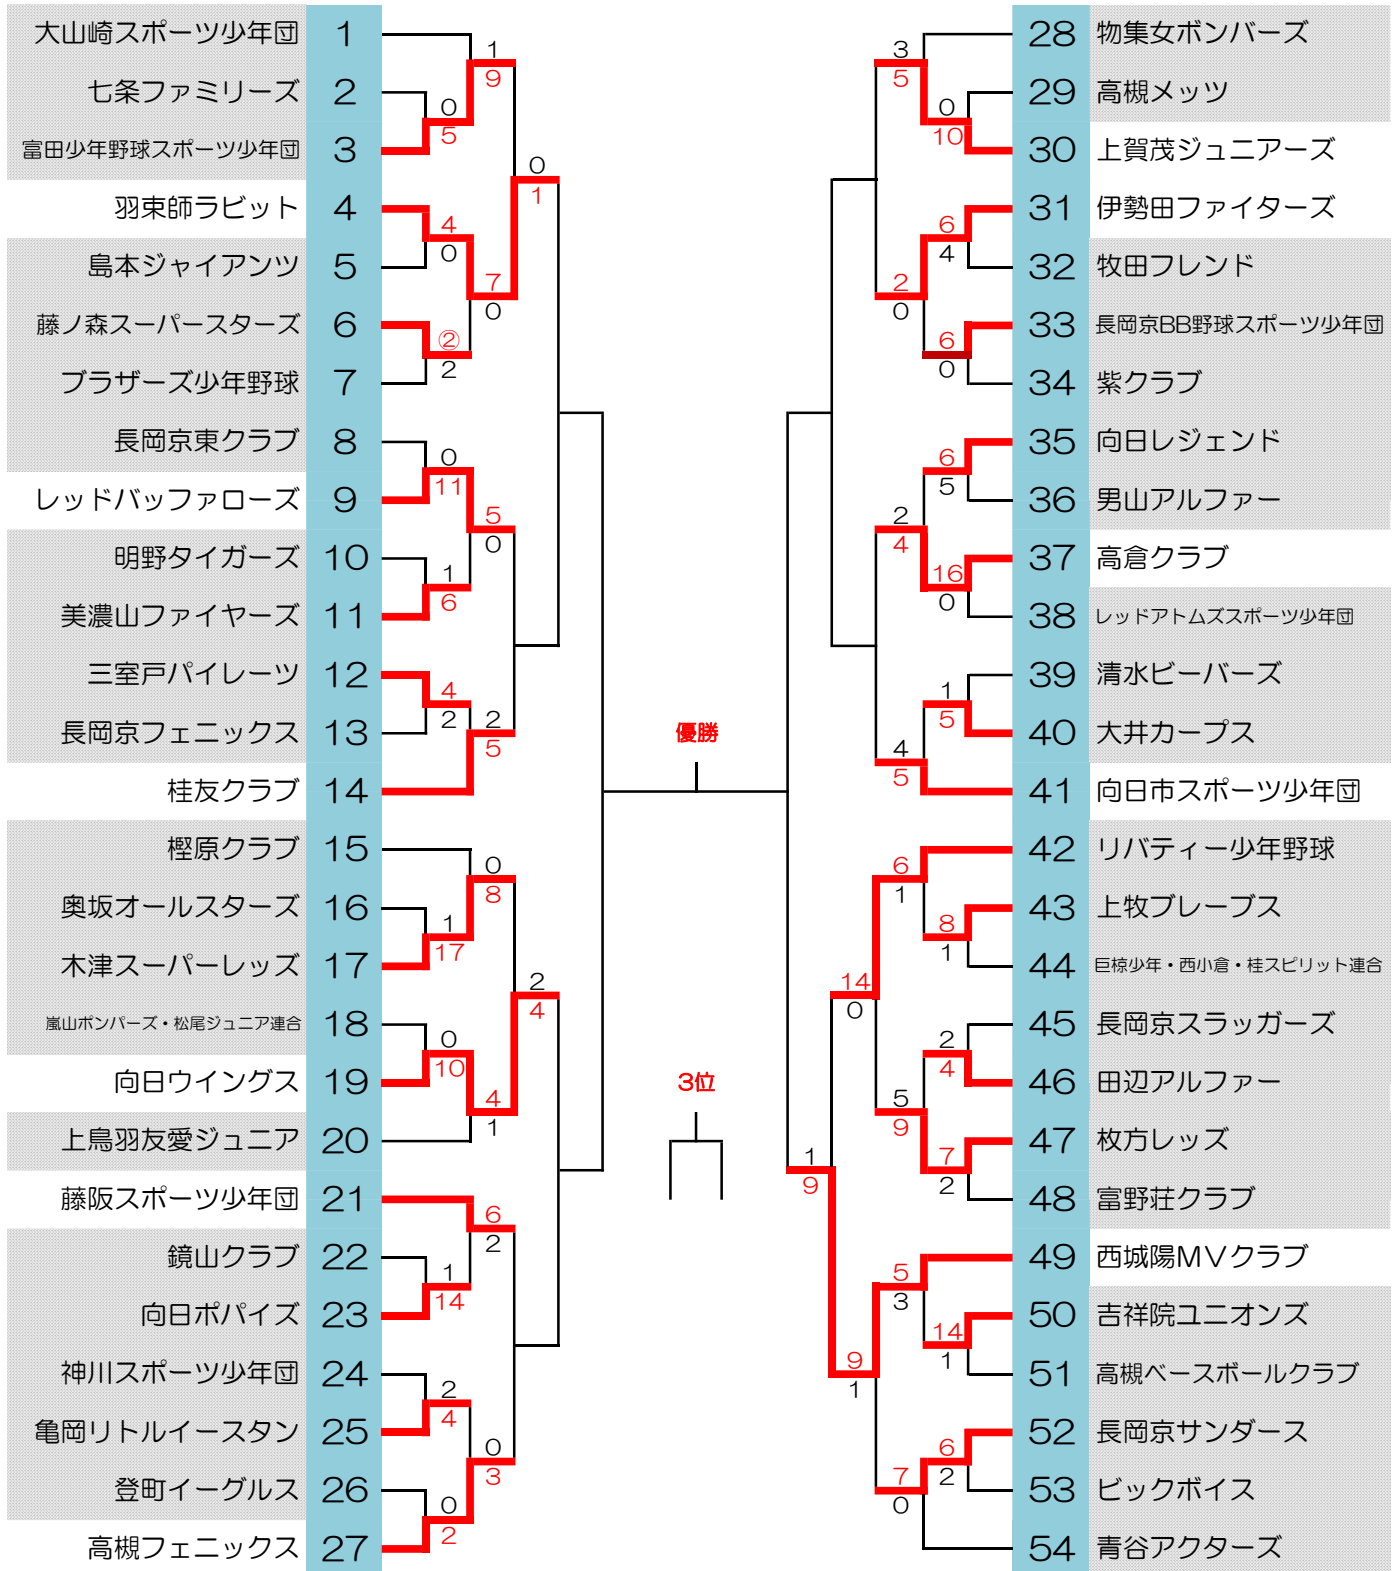 大山崎スポーツ少年団 1
七条ファミリーズ 2
富田少年野球スポーツ少年団 3
羽束師ラビット 4
島本ジャイアンツ 5
藤ノ森スーパースターズ 6
ブラザーズ少年野球 7
長岡京東クラブ 8
レッドバッファローズ 9
明野タイガーズ 10
美濃山ファイヤーズ 11
三室戸パイレーツ 12
長岡京フェニックス 13
桂友クラブ 14
樫原クラブ 15
奥坂オールスターズ 16
木津スーパーレッズ 17
嵐山ボンバーズ・松尾ジュニア連合 18
向日ウイングス 19
上鳥羽友愛ジュニア 20
藤阪スポーツ少年団 21
鏡山クラブ 22
向日ポパイズ 23
神川スポーツ少年団 24
亀岡リトルイースタン 25
登町イーグルス 26
高槻フェニックス 27
1
9
0
5
0
1
4
0
7
0
②
2
0
11
5
0
1
6
4
2
2
5
0
8
1
17
2
4
0
10
4
1
6
2
1
14
2
4
0
3
0
2
優勝
3位
3
5
0
10
6
4
2
0
6
0
6
5
2
4
16
0
1
5
4
5
6
1
8
1
14
0
2
4
5
9
7
2
1
9
5
3
14
1
9
1
6
2
7
0
28 物集女ボンバーズ
29 高槻メッツ
30 上賀茂ジュニアーズ
31 伊勢田ファイターズ
32 牧田フレンド
33 長岡京BB野球スポーツ少年団
34 紫クラブ
35 向日レジェンド
36 男山アルファー
37 高倉クラブ
38 レッドアトムズスポーツ少年団
39 清水ビーバーズ
40 大井カープス
41 向日市スポーツ少年団
42 リバティー少年野球
43 上牧ブレーブス
44 巨椋少年・西小倉・桂スピリット連合
45 長岡京スラッガーズ
46 田辺アルファー
47 枚方レッズ
48 富野荘クラブ
49 西城陽MVクラブ
50 吉祥院ユニオンズ
51 高槻ベースボールクラブ
52 長岡京サンダース
53 ビックボイス
54 青谷アクターズ